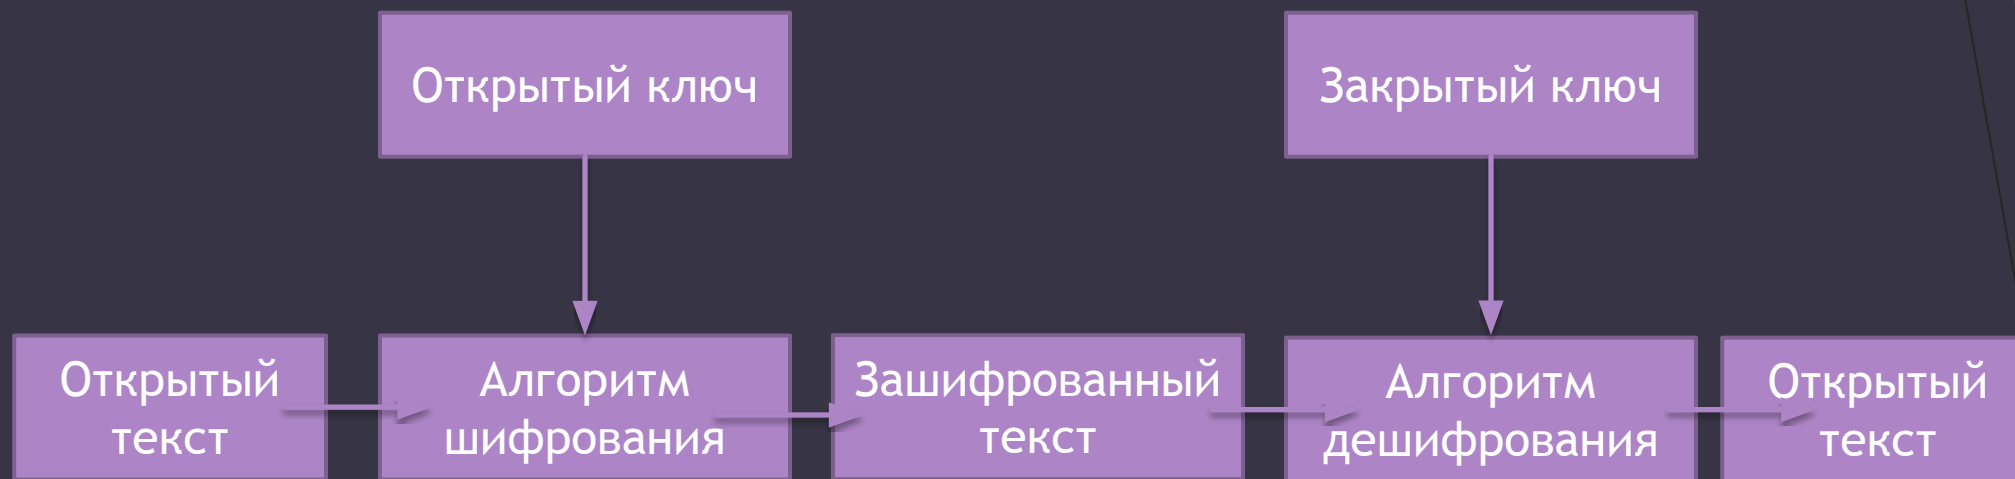 Открытый ключ
Закрытый ключ
Открытый
текст
Алгоритм
шифрования
Зашифрованный
текст
Алгоритм
дешифрования
Открытый
текст